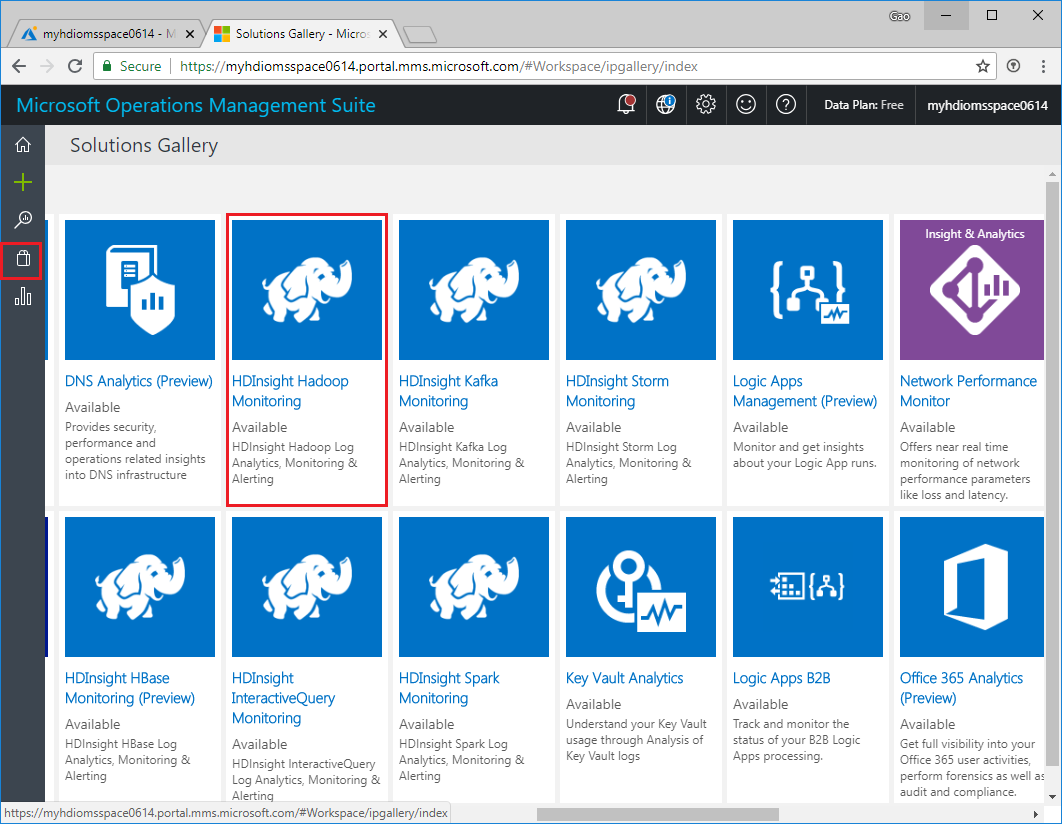 Gao
myhdiomsspace0614 - M
Solutions Gallery - Micros
Secure
https://myhdiomsspace0614.portal.mms.microsoft.com/#Workspace/ipgallery/index
Microsoft Operations Management Suite
Data Plan: Free
myhdiomsspace0614
Solutions Gallery
DNS Analytics (Preview)
Available
Provides security,
performance and
operations related insights
into DNS infrastructure
HDInsight Hadoop
Monitoring
Available
HDInsight Hadoop Log
Analytics, Monitoring &
Alerting
HDInsight Kafka
Monitoring
Available
HDInsight Kafka Log
Analytics, Monitoring &
Alerting
HDInsight Storm
Monitoring
Available
HDInsight Storm Log
Analytics, Monitoring &
Alerting
Logic Apps
Management (Preview)
Available
Monitor and get insights
about your Logic App runs.
Insight & Analytics
Network Performance
Monitor
Available
Offers near real time
monitoring of network
performance parameters
like loss and latency.
HDInsight HBase
Monitoring (Preview)
Available
HDInsight HBase Log
Analytics, Monitoring &
Alerting
HDInsight
InteractiveQuery
Monitoring
Available
HDInsight InteractiveQuery
Log Analytics, Monitoring &
Alerting
HDInsight Spark
Monitoring
Available
HDInsight Spark Log
Analytics, Monitoring &
Alerting
Key Vault Analytics
Available
Understand your Key Vault
usage through Analysis of
Key Vault logs
Logic Apps B2B
Available
Track and monitor the
status of your B2B Logic
Apps processing.
Office 365 Analytics
(Preview)
Available
Get full visibility into your
Office 365 user activities,
perform forensics as well as
audit and compliance.
https://myhdiomsspace0614.portal.mms.microsoft.com/#Workspace/ipgallery/index